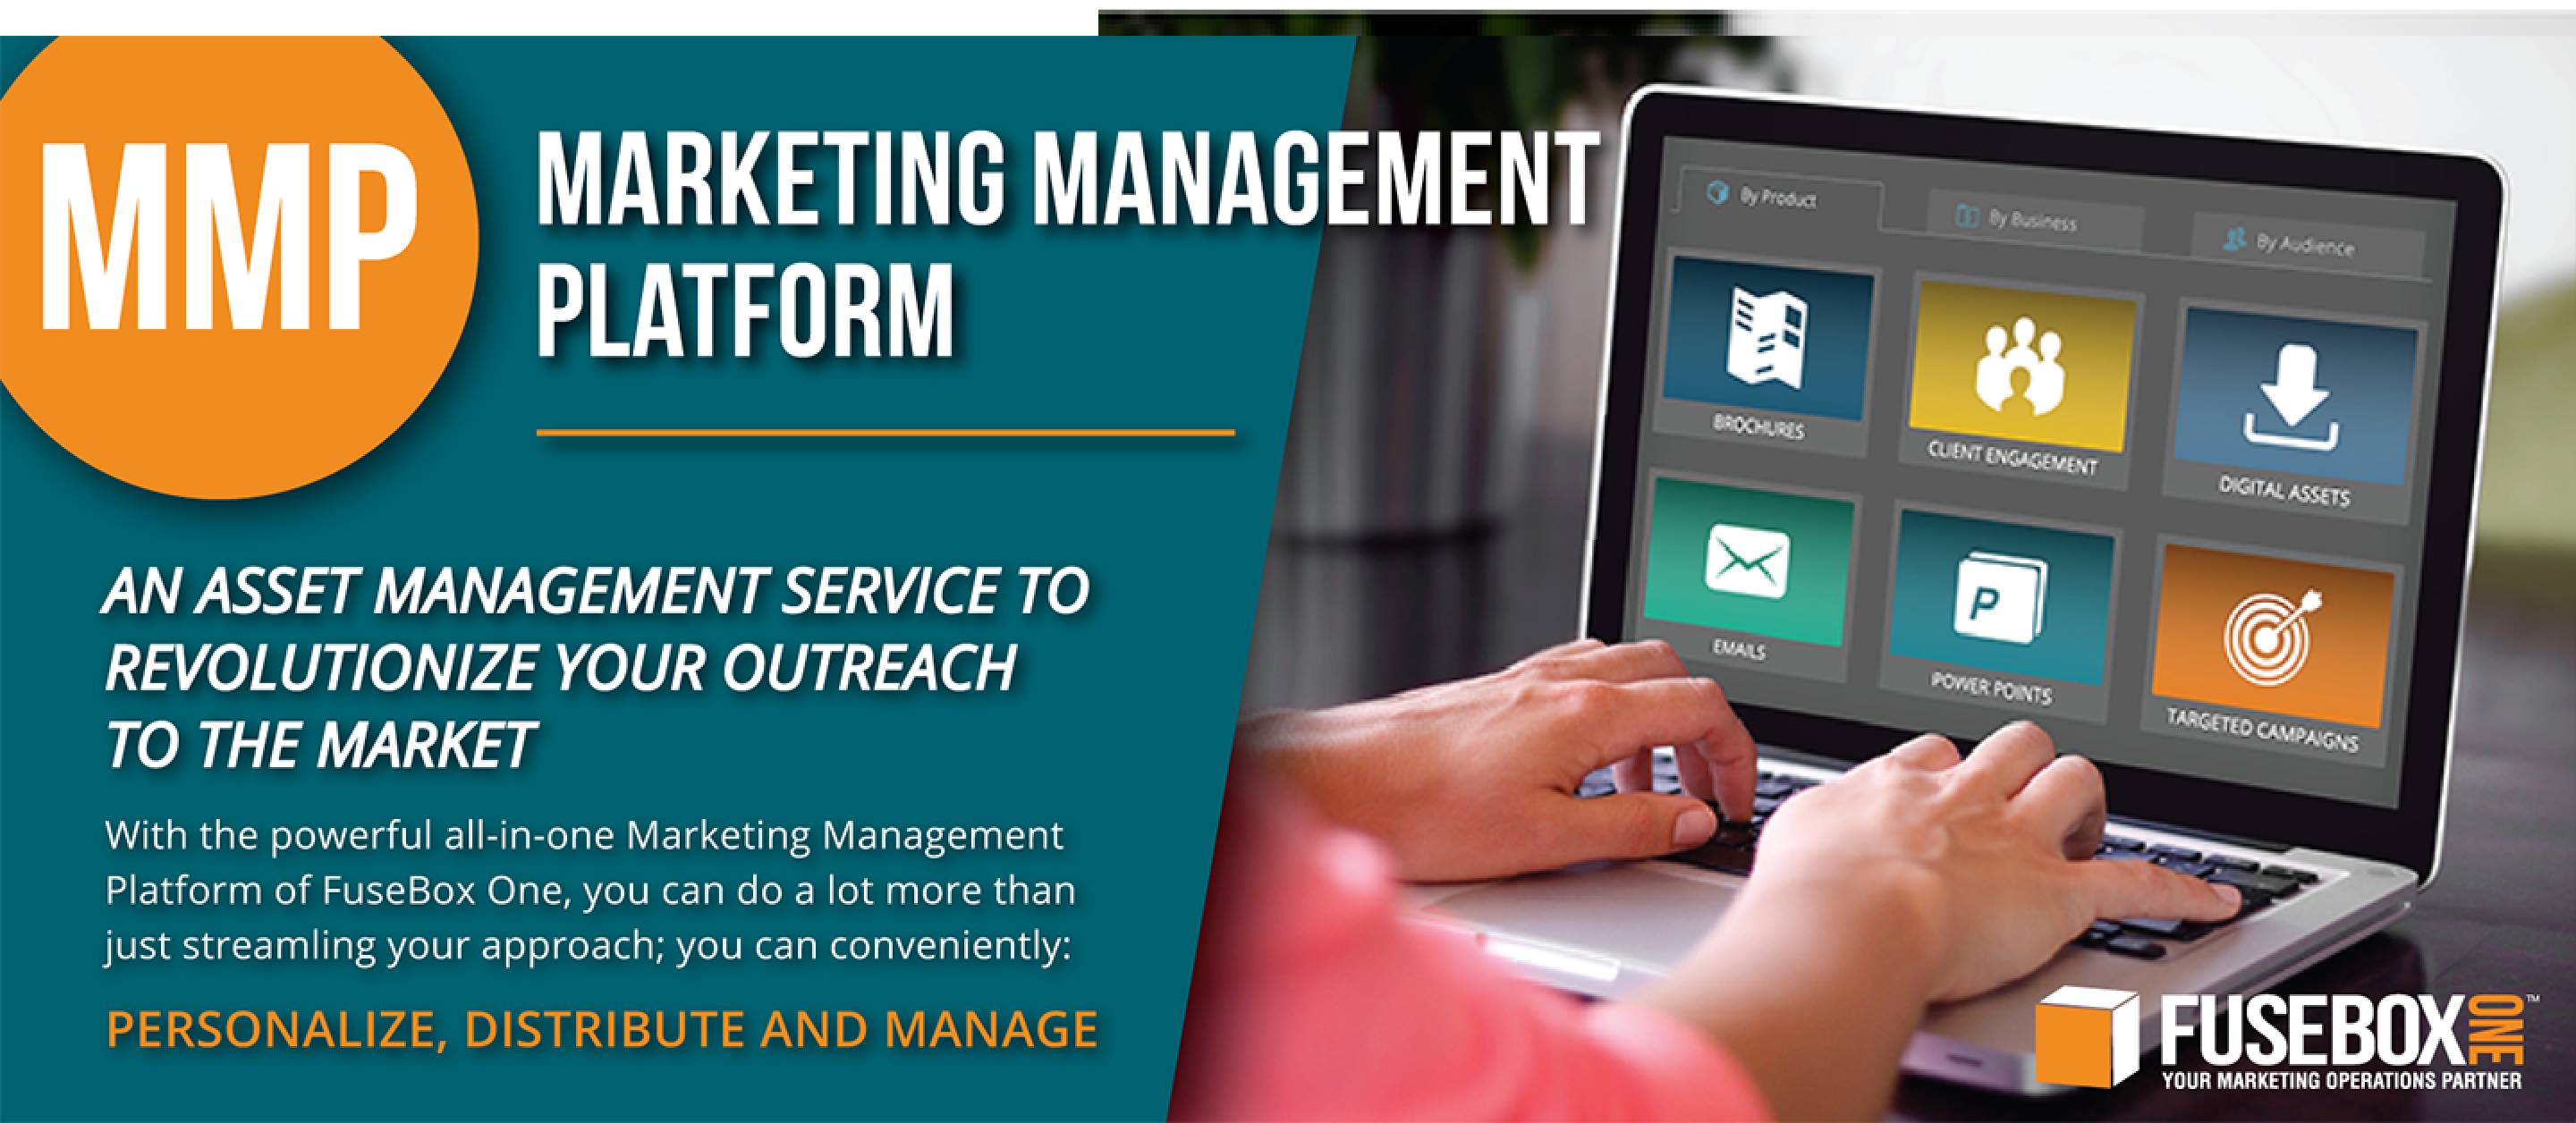 MMP
MARKETING MANAGEMENT
PLATFORM
AN ASSET MANAGEMENT SERVICE TO
REVOLUTIONIZE YOUR OUTREACH
TO THE MARKET
With the powerful all-in-one Marketing Management
Platform of FuseBox One, you can do a lot more than
just streamling your approach; you can conveniently:
PERSONALIZE, DISTRIBUTE AND MANAGE
By Product
By Business
By Audience
BROCHURES
CLIENT ENGAGEMENT
DIGITAL ASSETS
EMAILS
P
POWER POINTS
TARGETED CAMPAIGNS
FUSEBOX ONE™
YOUR MARKETING OPERATIONS PARTNER